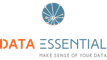 DATA ESSENTIAL
MAKE SENSE OF YOUR DATA